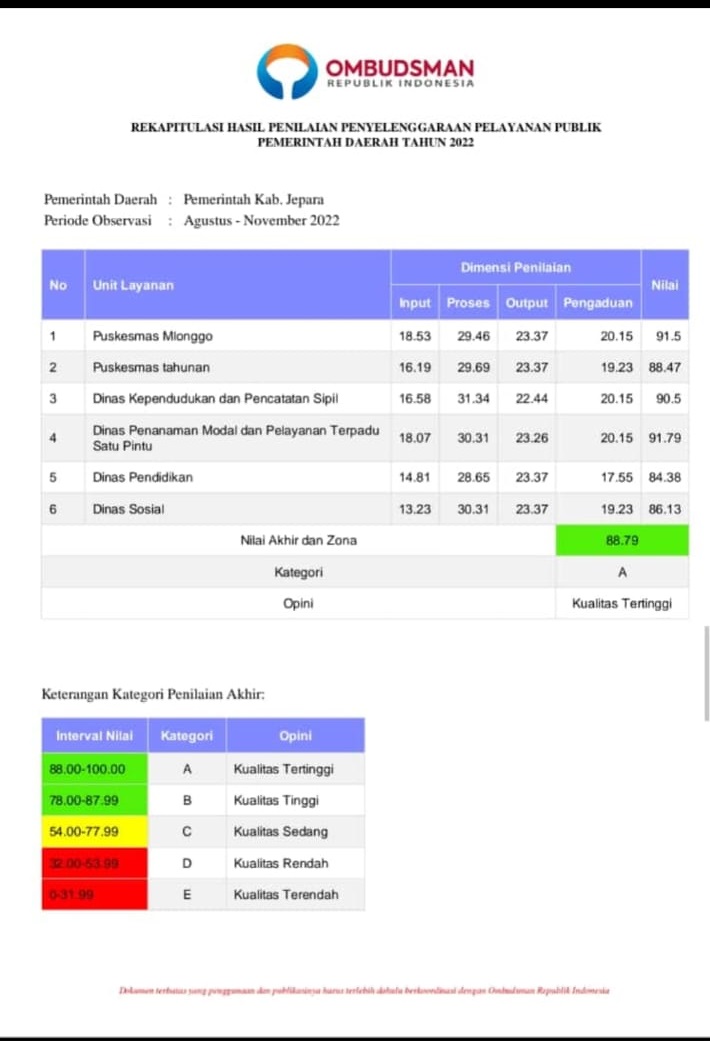 OMBUDSMAN
REPUBLIK INDONESIA
REKAPITULASI HASIL PENILAIAN PENYELENGGARAAN PELAYANAN PUBLIK
PEMERINTAH DAERAH TAHUN 2022
Pemerintah Daerah : Pemerintah Kab. Jepara
Periode Observasi : Agustus - November 2022
No Unit Layanan Dimensi Penilaian Nilai
Input Proses Output Pengaduan
1 Puskesmas Mlonggo 18.53 29.46 23.37 20.15 91.5
2 Puskesmas tahunan 16.19 29.69 23.37 19.23 88.47
3 Dinas Kependudukan dan Pencatatan Sipil 16.58 31.34 22.44 20.15 90.5
4 Dinas Penanaman Modal dan Pelayanan Terpadu
Satu Pintu 18.07 30.31 23.26 20.15 91.79
5 Dinas Pendidikan 14.81 28.65 23.37 17.55 84.38
6 Dinas Sosial 13.23 30.31 23.37 19.23 86.13
Nilai Akhir dan Zona 88.79
Kategori A
Opini Kualitas Tertinggi
Keterangan Kategori Penilaian Akhir:
Interval Nilai Kategori Opini
88.00-100.00 A Kualitas Tertinggi
78.00-87.99 B Kualitas Tinggi
54.00-77.99 C Kualitas Sedang
32.00-53.99 D Kualitas Rendah
0-31.99 E Kualitas Terendah
Dokumen terbatas yang penggunaan dan publikasinya harus terlebih dahulu berkoordinasi dengan Ombudsman Republik Indonesia